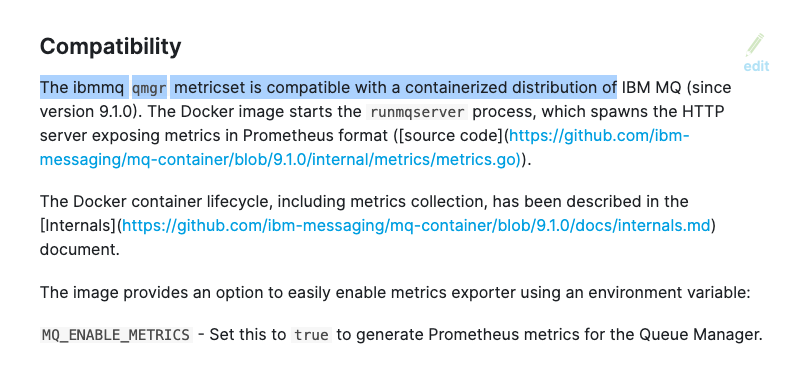 Compatibility
edit
The ibmmq qmgr metricset is compatible with a containerized distribution of IBM MQ (since
version 9.1.0). The Docker image starts the runmqserver process, which spawns the HTTP
server exposing metrics in Prometheus format ([source code](https://github.com/ibm-
messaging/mq-container/blob/9.1.0/internal/metrics/metrics.go)).
The Docker container lifecycle, including metrics collection, has been described in the
[Internals](https://github.com/ibm-messaging/mq-container/blob/9.1.0/docs/internals.md)
document.
The image provides an option to easily enable metrics exporter using an environment variable:
MQ_ENABLE_METRICS - Set this to true to generate Prometheus metrics for the Queue Manager.